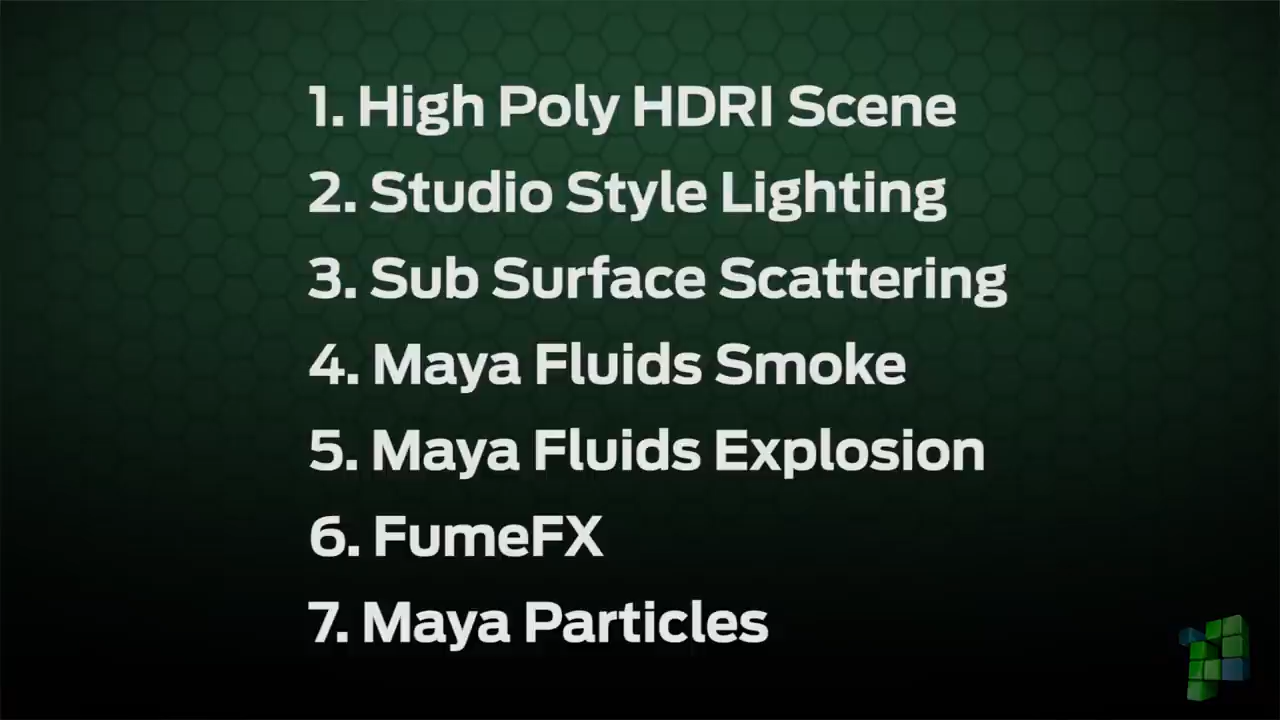 1. High Poly HDRI Scene
2. Studio Style Lighting
3. Sub Surface Scattering
4. Maya Fluids Smoke
5. Maya Fluids Explosion
6. FumeFX
7. Maya Particles